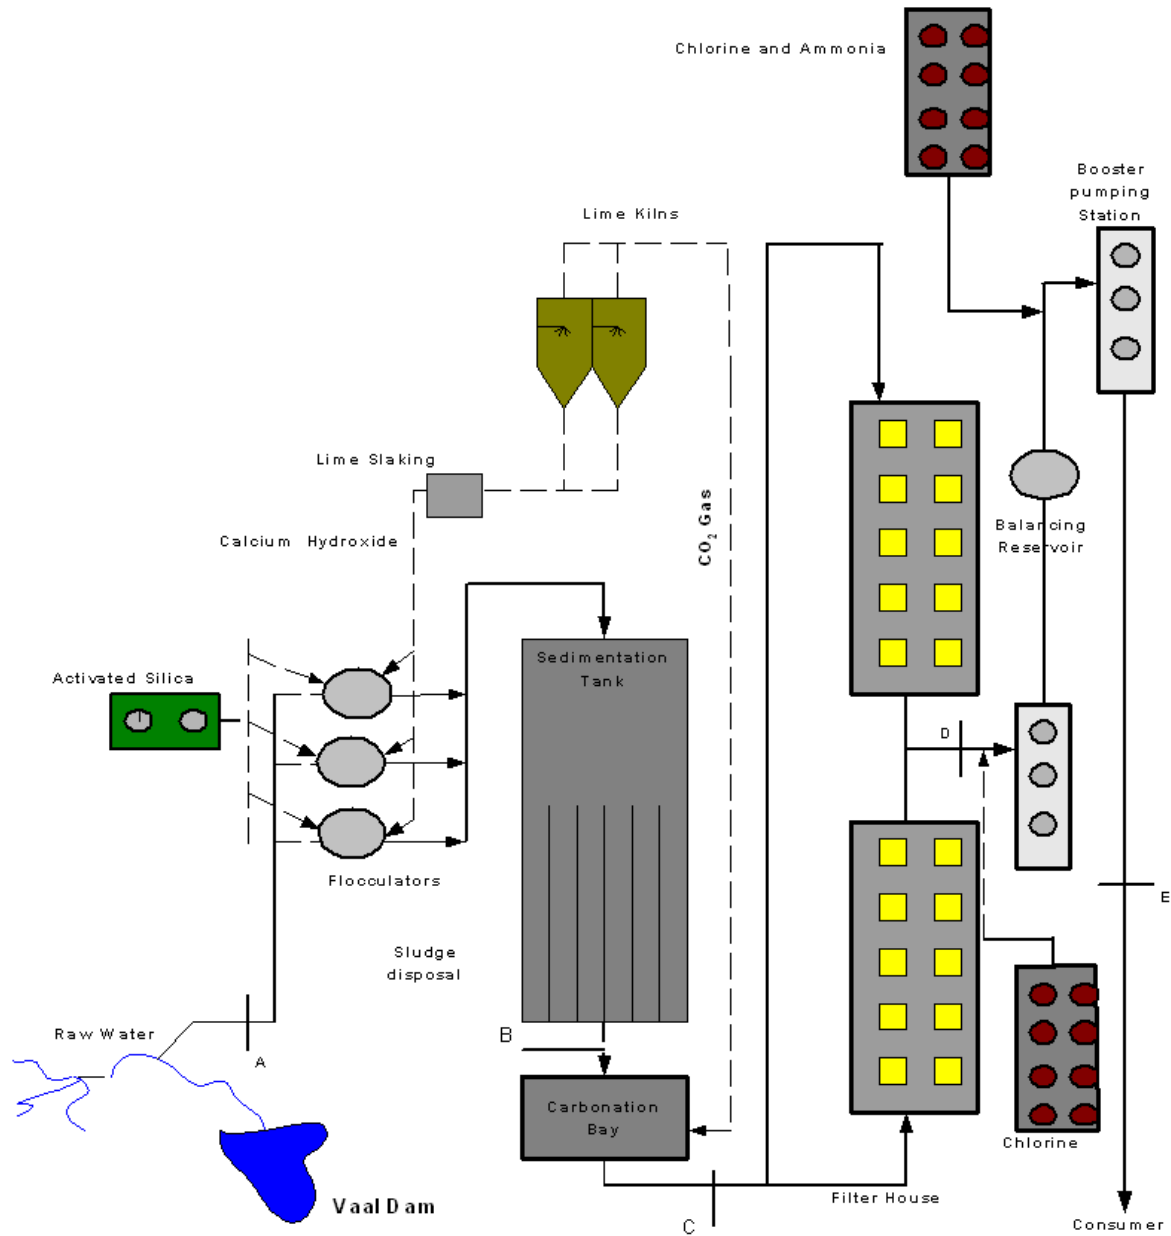 Chlorine and Ammonia
Booster
pumping
Station
Lime Kilns
Lime Slaking
CO2 Gas
Balancing
Reservoir
Calcium Hydroxide
Sedimentation
Tank
Activated Silica
D
Flocculators
E
Sludge
disposal
Raw Water
B
A
Carbonation
Bay
Chlorine
Vaal Dam
Filter House
C
Consumer